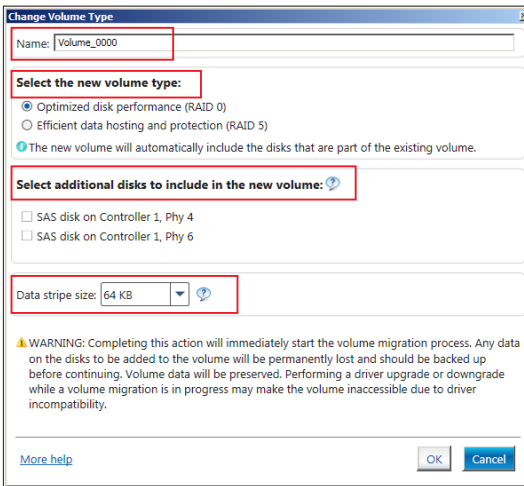 Change Volume Type
Name: Volume_0000
Select the new volume type:
Optimized disk performance (RAID 0)
Efficient data hosting and protection (RAID 5)
The new volume will automatically include the disks that are part of the existing volume.
Select additional disks to include in the new volume:
SAS disk on Controller 1, Phy 4
SAS disk on Controller 1, Phy 6
Data stripe size: 64 KB
WARNING: Completing this action will immediately start the volume migration process. Any data
on the disks to be added to the volume will be permanently lost and should be backed up
before continuing. Volume data will be preserved. Performing a driver upgrade or downgrade
while a volume migration is in progress may make the volume inaccessible due to driver
incompatibility.
More help
OK
Cancel